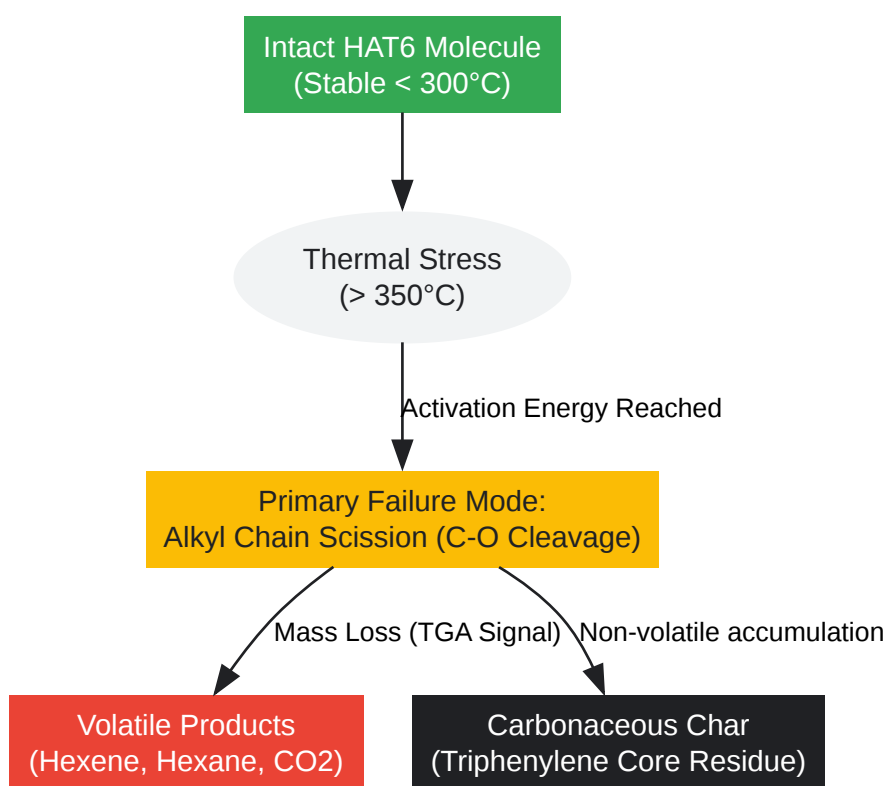 Intact HAT6 Molecule
(Stable < 300°C)
Thermal Stress
(> 350°C)
Activation Energy Reached
Primary Failure Mode:
Alkyl Chain Scission (C-O Cleavage)
Mass Loss (TGA Signal)
Non-volatile accumulation
Volatile Products
(Hexene, Hexane, CO2)
Carbonaceous Char
(Triphenylene Core Residue)